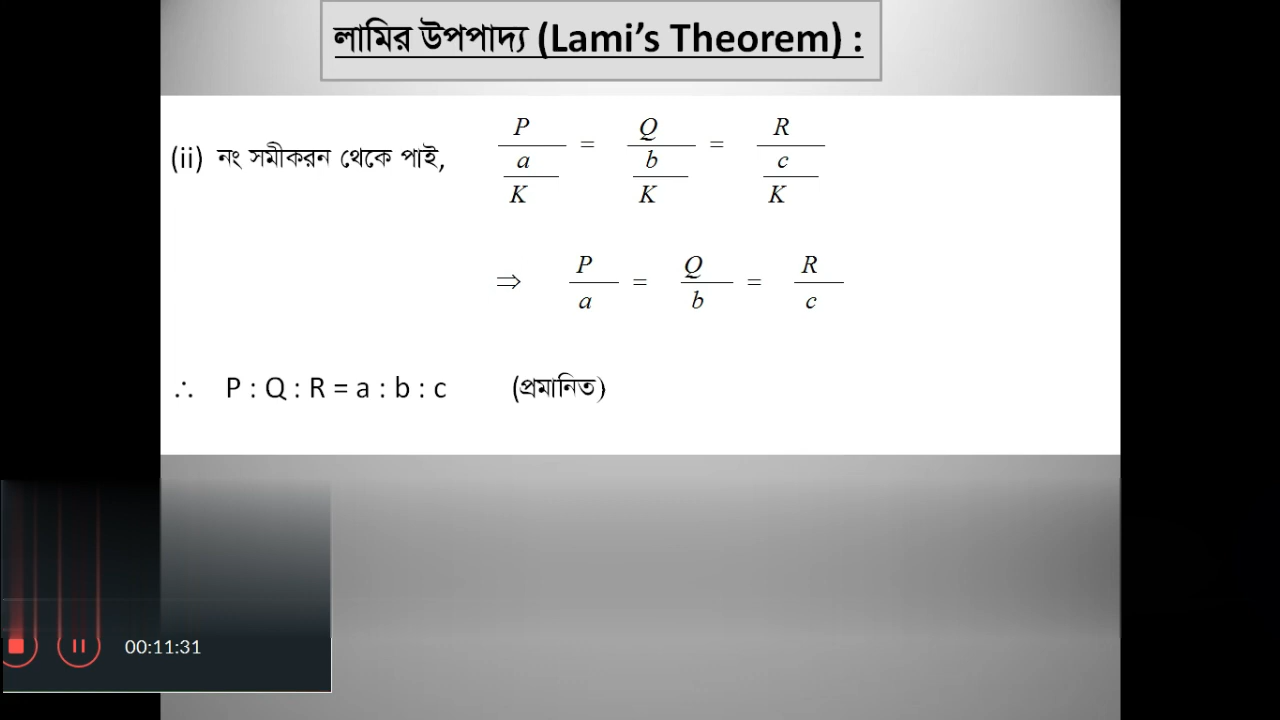 লামির উপপাদ্য (Lami’s Theorem) :
(ii) নং সমীকরন থেকে পাই, P/(a/K) = Q/(b/K) = R/(c/K)
⇒ P/a = Q/b = R/c
∴ P : Q : R = a : b : c (প্রমানিত)
00:11:31